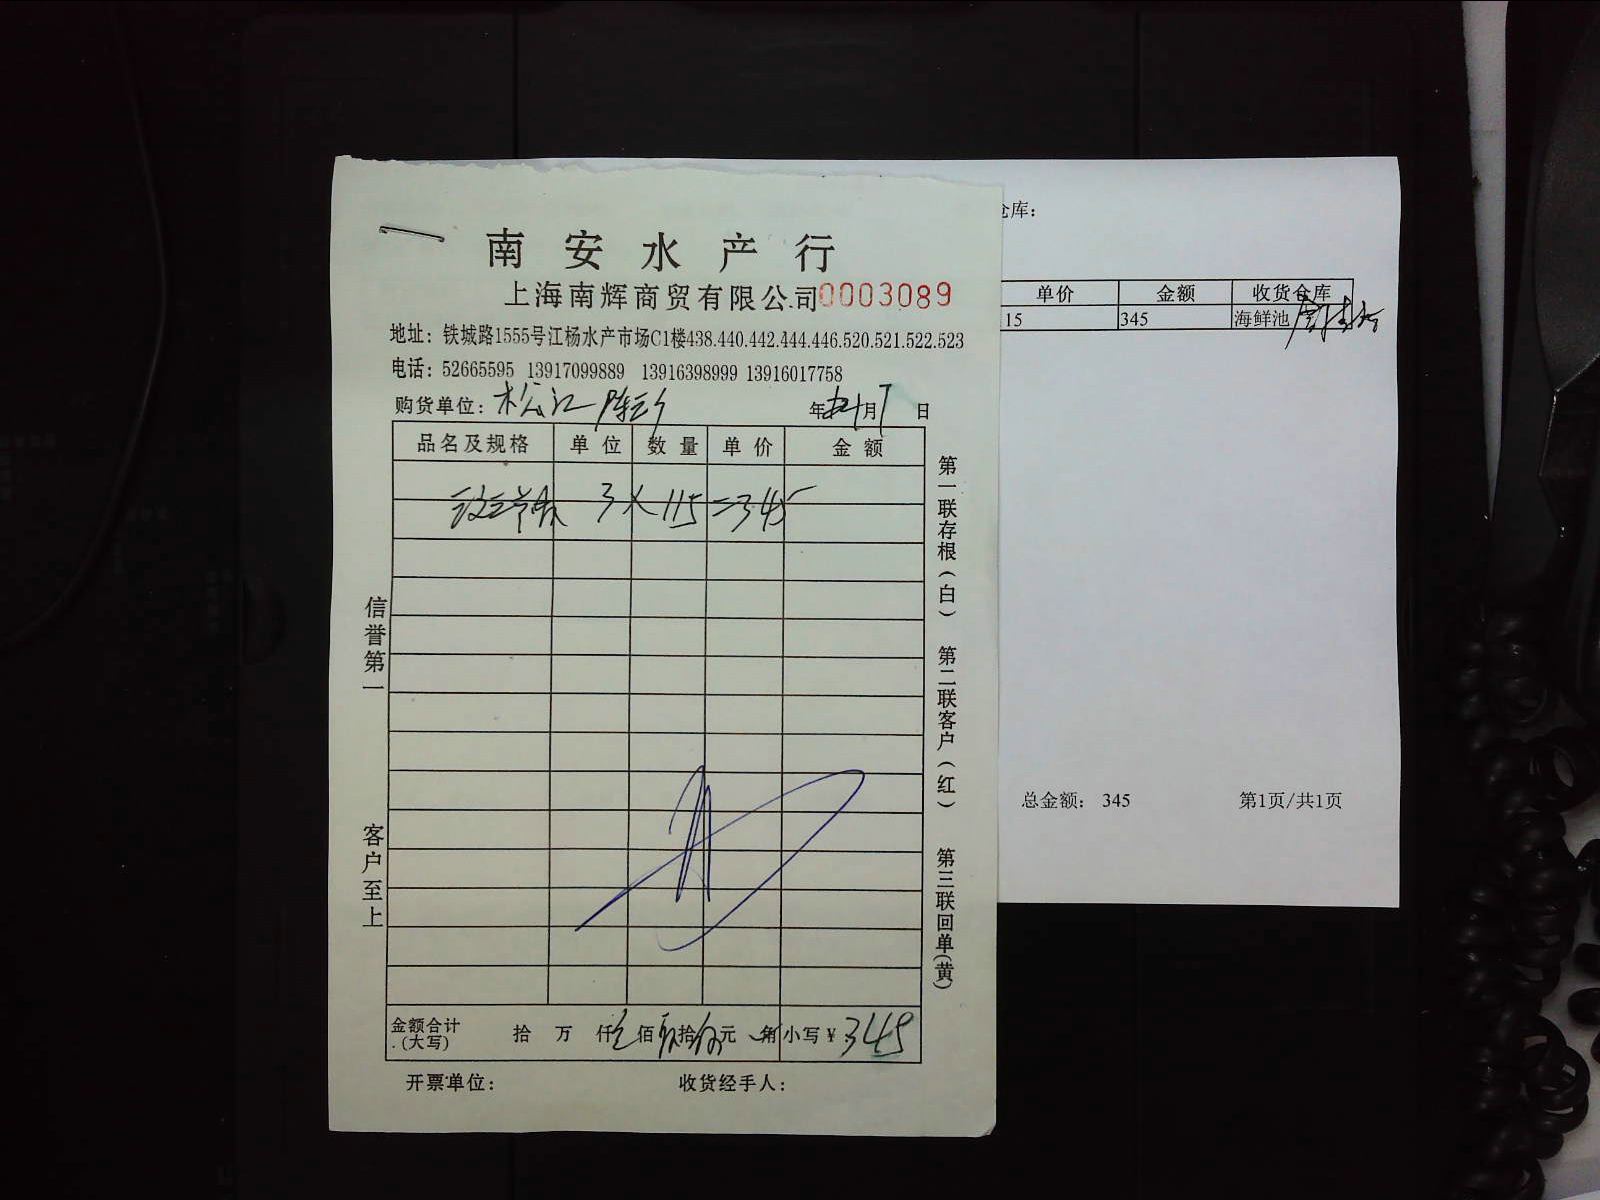 南安水产行
上海南辉商贸有限公司0003089
地址：铁城路1555号江杨水产市场C1楼438.440.442.444.446.520.521.522.523
电话：52665595 13917099889 13916398999 13916017758
购货单位：松江 年 月 日
品名及规格 单位 数量 单价 金额
3×115=345
信誉第一
客户至上
第一联存根（白）
第二联客户（红）
第三联回单（黄）
金额合计（大写） 拾 万 仟 佰 拾 元 角 小写￥345
开票单位： 收货经手人：
库：
单价 金额 收货仓库
15 345 海鲜池
总金额： 345 第1页/共1页